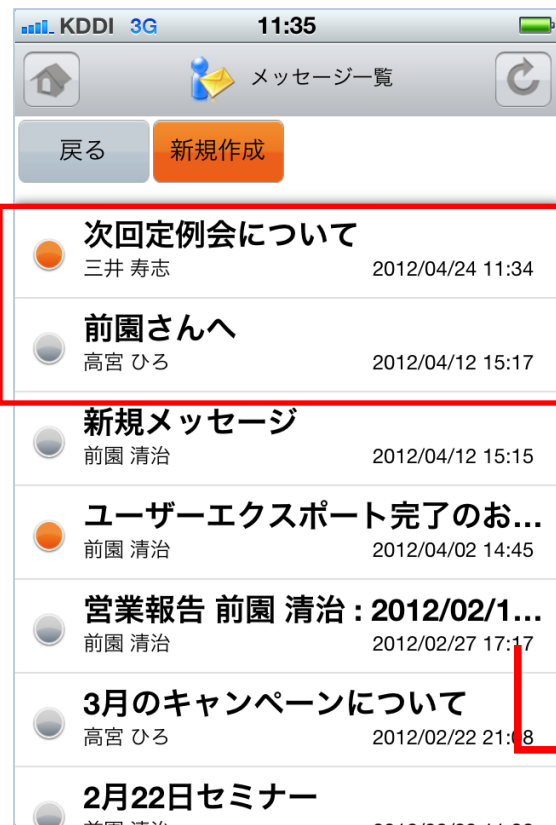 KDDI 3G 11:35
メッセージ一覧
戻る 新規作成
次回定例会について
三井 寿志 2012/04/24 11:34
前園さんへ
高宮 ひろ 2012/04/12 15:17
新規メッセージ
前園 清治 2012/04/12 15:15
ユーザーエクスポート完了のお...
前園 清治 2012/04/02 14:45
営業報告 前園 清治 : 2012/02/1...
前園 清治 2012/02/27 17:17
3月のキャンペーンについて
高宮 ひろ 2012/02/22 21:08
2月22日セミナー